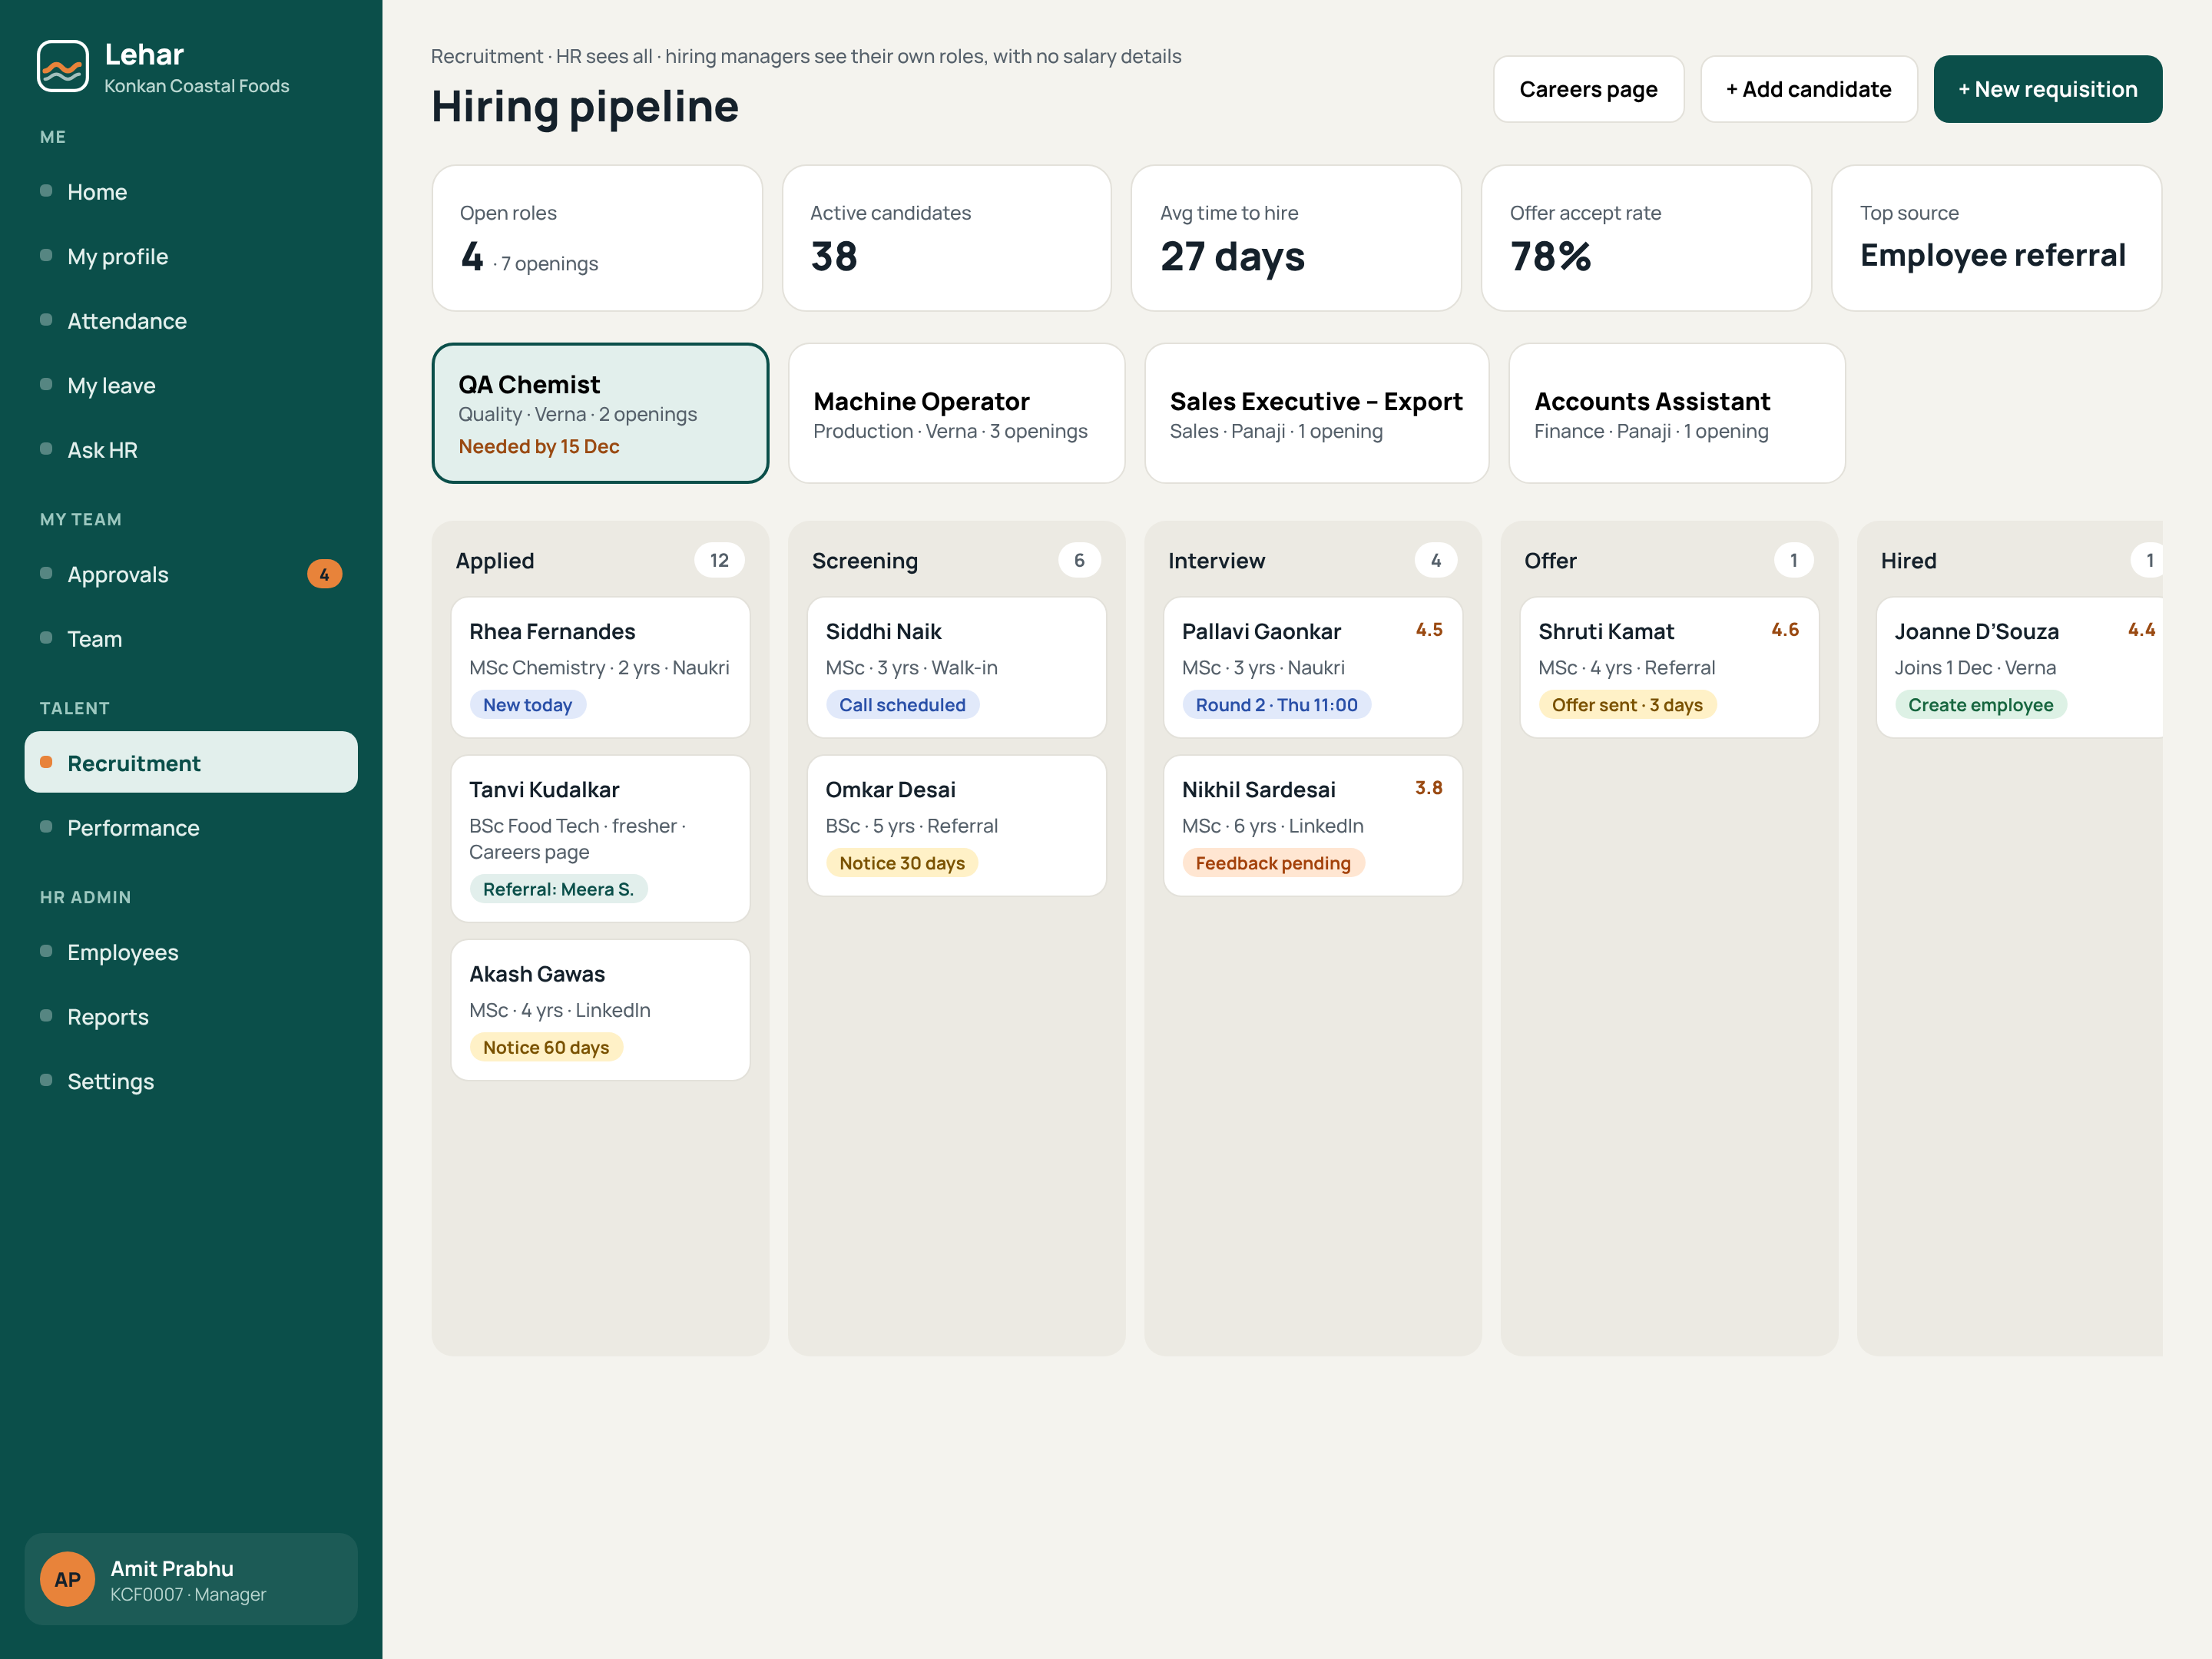 Lehar
Konkan Coastal Foods
ME
Home
My profile
Attendance
My leave
Ask HR
MY TEAM
Approvals 4
Team
TALENT
Recruitment
Performance
HR ADMIN
Employees
Reports
Settings
AP
Amit Prabhu
KCF0007 · Manager
Recruitment · HR sees all · hiring managers see their own roles, with no salary details
Hiring pipeline
Careers page
+ Add candidate
+ New requisition
Open roles
4 · 7 openings
Active candidates
38
Avg time to hire
27 days
Offer accept rate
78%
Top source
Employee referral
QA Chemist
Quality · Verna · 2 openings
Needed by 15 Dec
Machine Operator
Production · Verna · 3 openings
Sales Executive – Export
Sales · Panaji · 1 opening
Accounts Assistant
Finance · Panaji · 1 opening
Applied 12
Rhea Fernandes
MSc Chemistry · 2 yrs · Naukri
New today
Tanvi Kudalkar
BSc Food Tech · fresher ·
Careers page
Referral: Meera S.
Akash Gawas
MSc · 4 yrs · LinkedIn
Notice 60 days
Screening 6
Siddhi Naik
MSc · 3 yrs · Walk-in
Call scheduled
Omkar Desai
BSc · 5 yrs · Referral
Notice 30 days
Interview 4
Pallavi Gaonkar 4.5
MSc · 3 yrs · Naukri
Round 2 · Thu 11:00
Nikhil Sardesai 3.8
MSc · 6 yrs · LinkedIn
Feedback pending
Offer 1
Shruti Kamat 4.6
MSc · 4 yrs · Referral
Offer sent · 3 days
Hired 1
Joanne D’Souza 4.4
Joins 1 Dec · Verna
Create employee